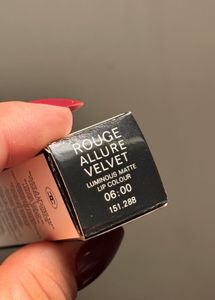 ROUGE
ALLURE
VELVET
LUMINOUS MATTE
LIP COLOUR
06:00
151.288